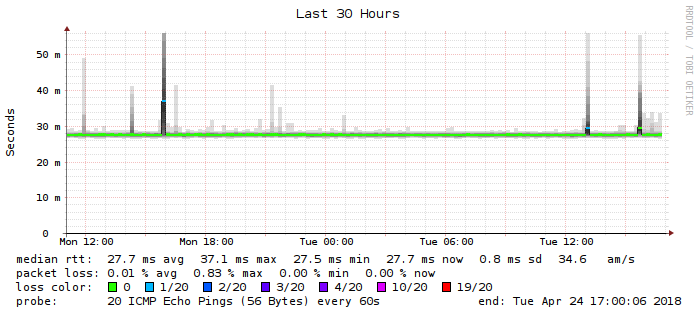 Last 30 Hours
RRDTOOL / TOBI OETIKER
Seconds
50 m
40 m
30 m
20 m
10 m
0
Mon 12:00 Mon 18:00 Tue 00:00 Tue 06:00 Tue 12:00
median rtt: 27.7 ms avg 37.1 ms max 27.5 ms min 27.7 ms now 0.8 ms sd 34.6 am/s
packet loss: 0.01 % avg 0.83 % max 0.00 % min 0.00 % now
loss color: 0 1/20 2/20 3/20 4/20 10/20 19/20
probe: 20 ICMP Echo Pings (56 Bytes) every 60s end: Tue Apr 24 17:00:06 2018